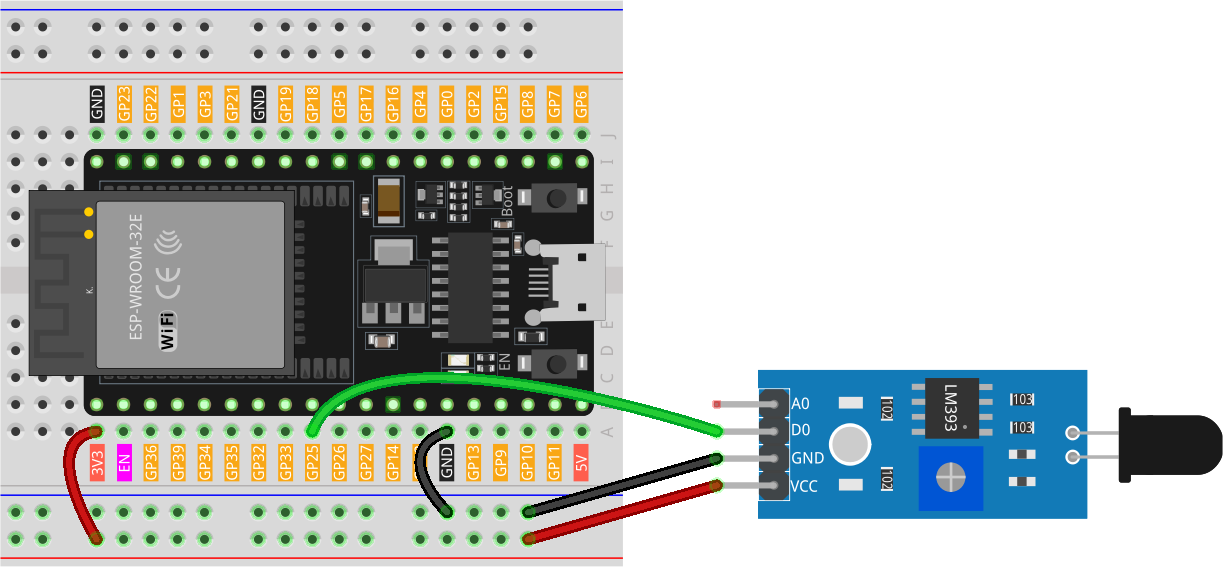 GND GP23 GP22 GP1 GP3 GP21 GND GP19 GP18 GP5 GP17 GP16 GP4 GP0 GP2 GP15 GP8 GP7 GP6
J
I
H
G
Boot
ESP-WROOM-32E
CE
WiFi
K.
E
D
C
A
EN
3V3 EN GP36 GP39 GP34 GP35 GP32 GP33 GP25 GP26 GP27 GP14 GND GP13 GP9 GP10 GP11 5V
A0
D0
GND
VCC
102
102
LM393
103
103